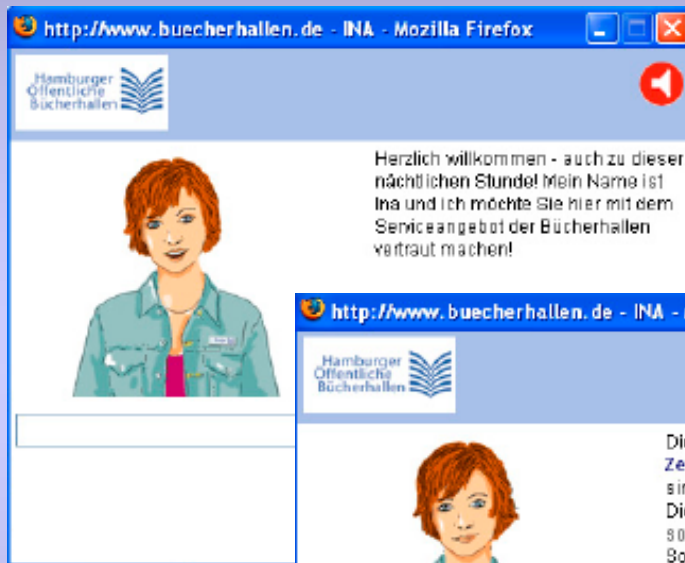 http://www.buecherhallen.de - INA - Mozilla Firefox
Hamburger
Öffentliche
Bücherhallen
Herzlich willkommen - auch zu dieser
nächtlichen Stunde! Mein Name ist
Ina und ich möchte Sie hier mit dem
Serviceangebot der Bücherhallen
vertraut machen!
http://www.buecherhallen.de - INA -
Hamburger
Öffentliche
Bücherhallen